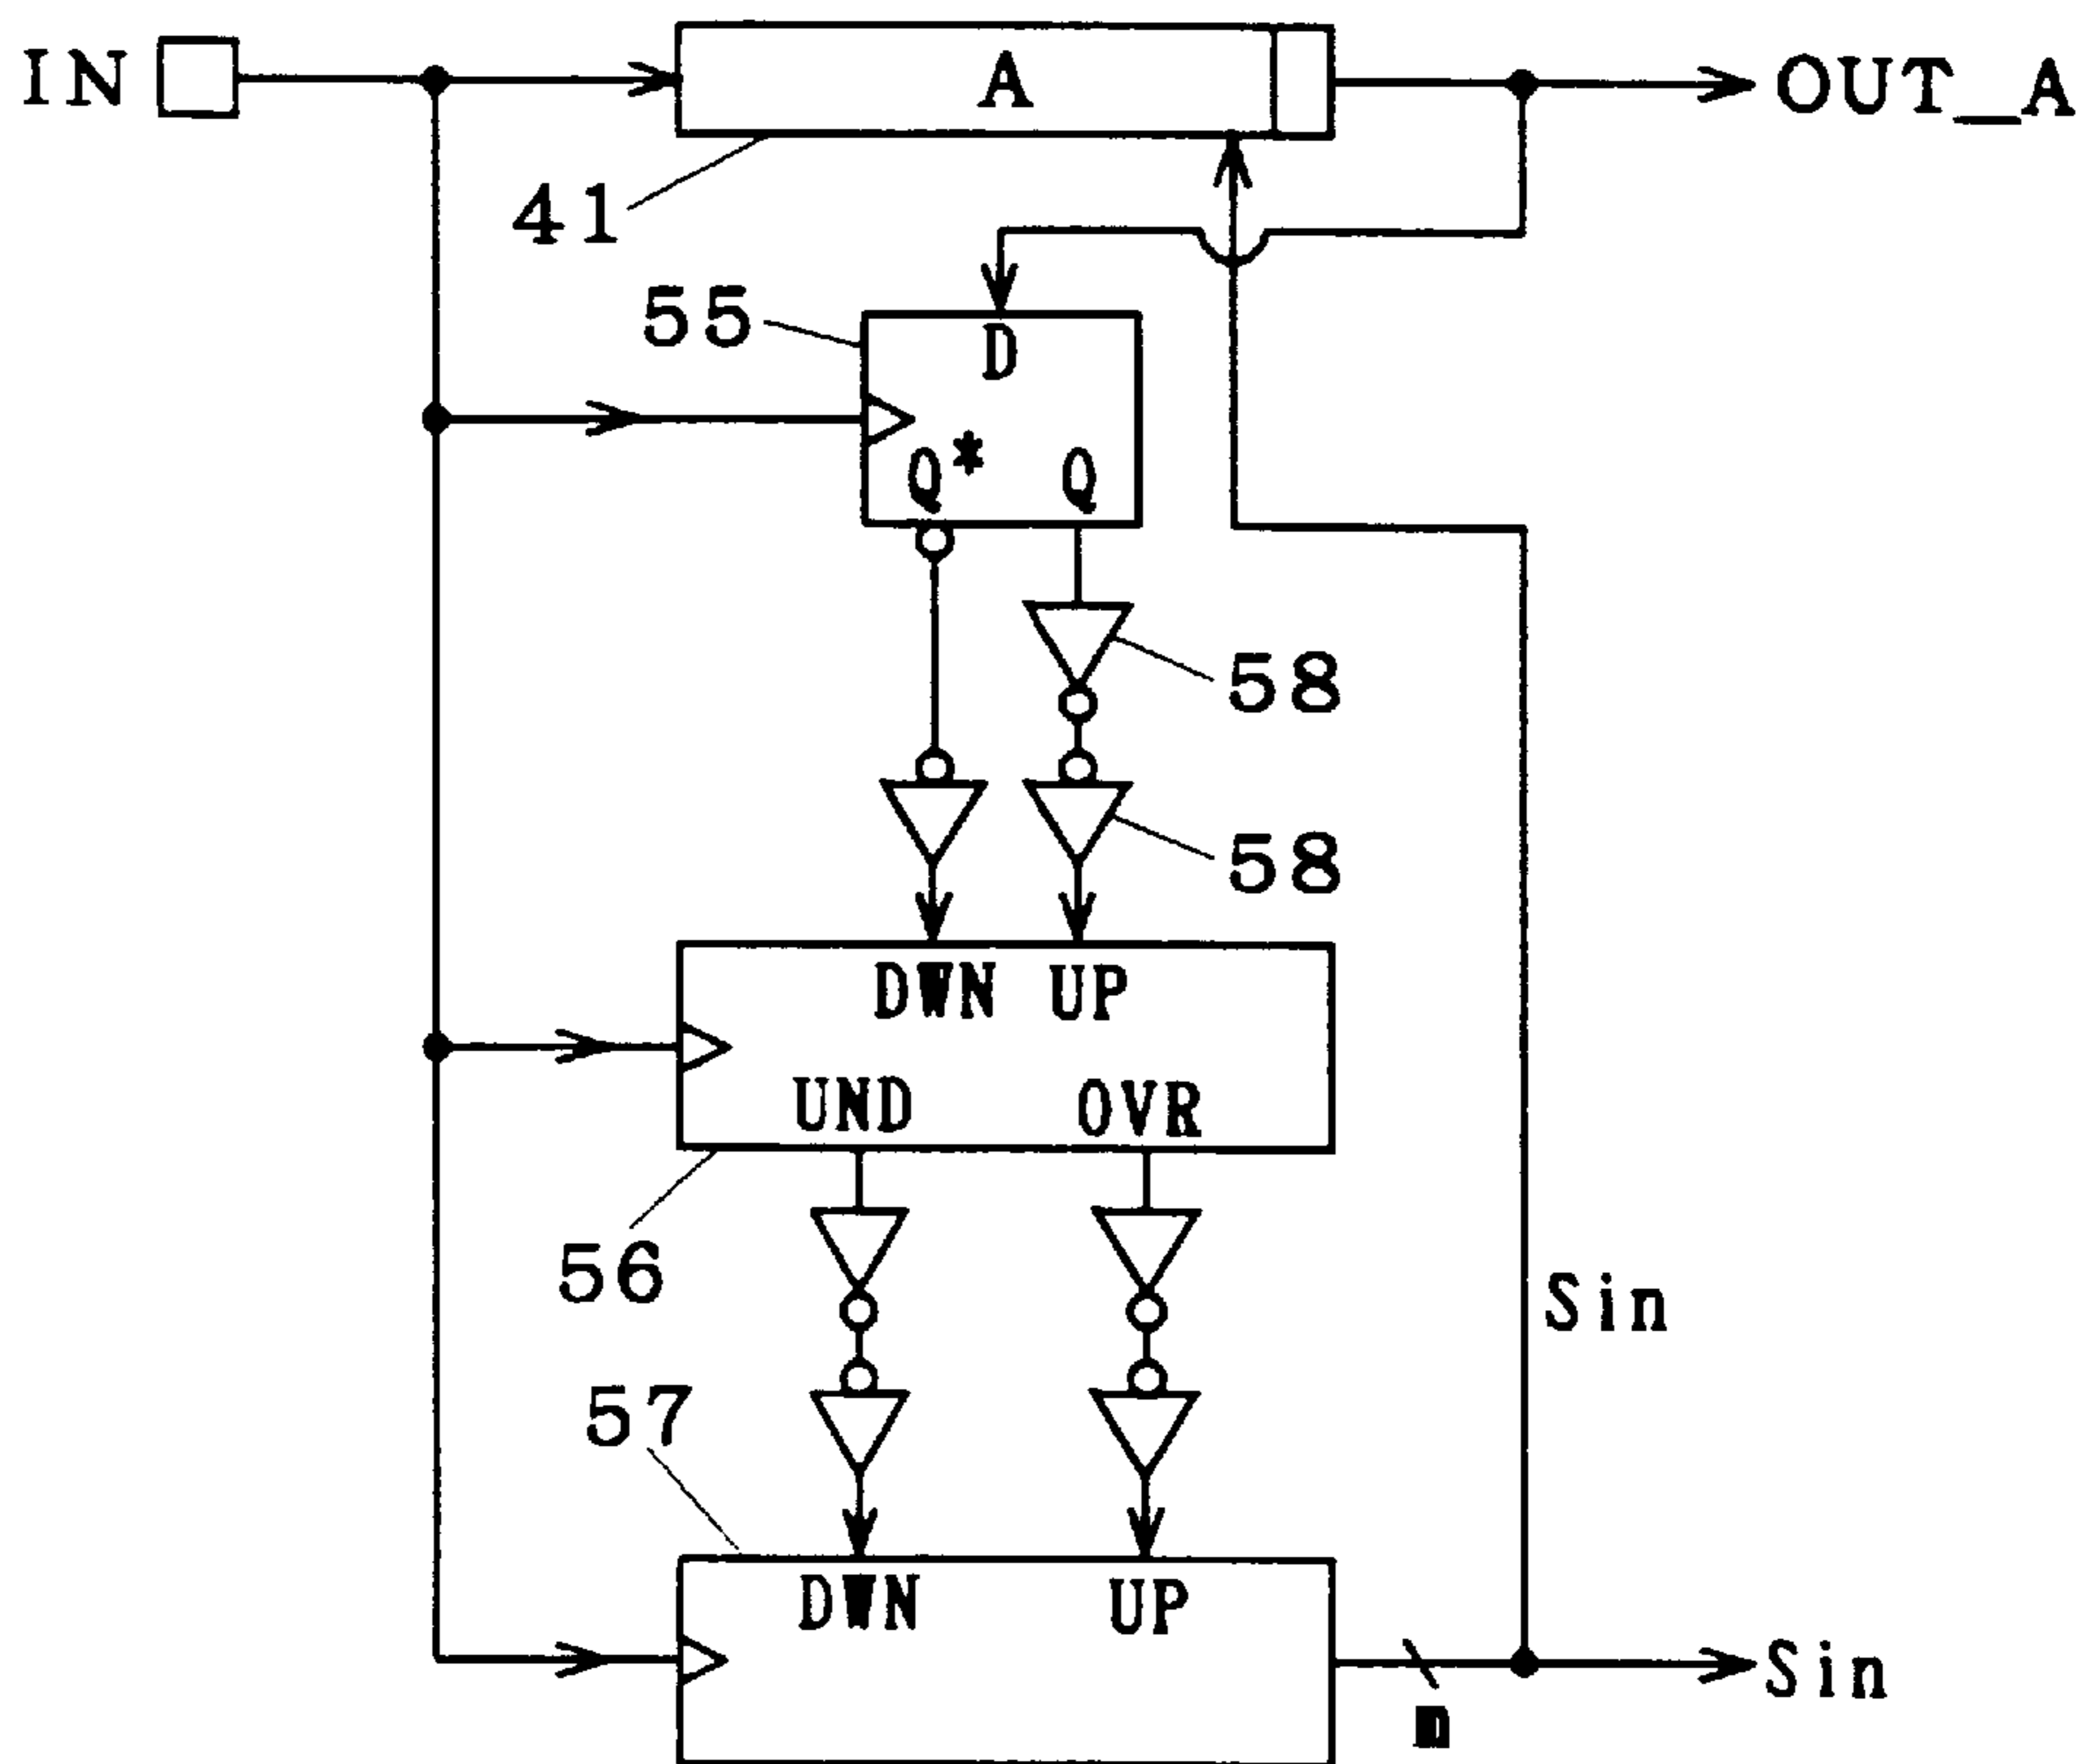 IN
A
OUT_A
41
55
D
Q* Q
58
58
DWN UP
UND OVR
56
Sin
57
DWN UP
Sin
m